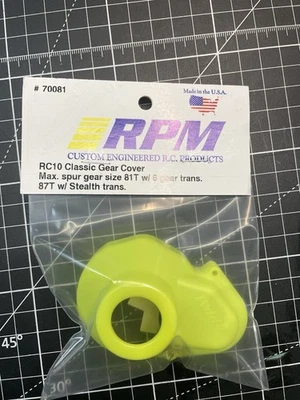 # 70081
Made in the U.S.A.
RPM
CUSTOM ENGINEERED R.C. PRODUCTS
RC10 Classic Gear Cover
Max. spur gear size 81T w/ 6 gear trans.
87T w/ Stealth trans.
45°
30°